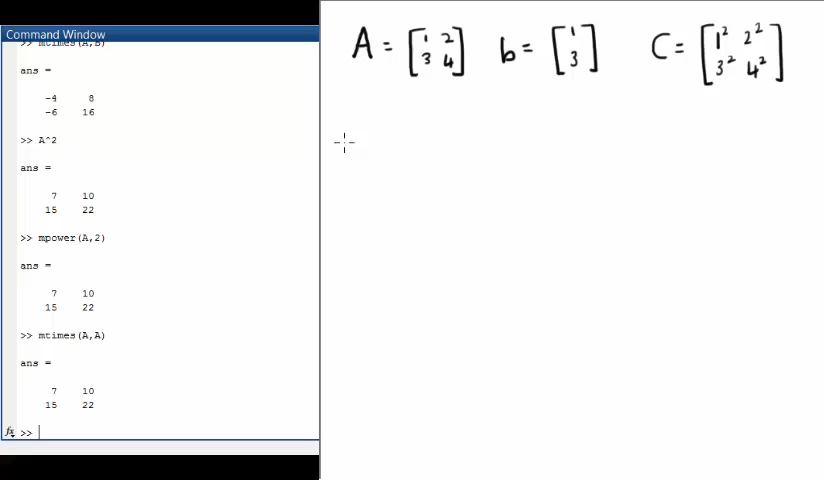 Command Window
>> mtimes(A,B)
ans =
-4 8
-6 16
>> A^2
ans =
7 10
15 22
>> mpower(A,2)
ans =
7 10
15 22
>> mtimes(A,A)
ans =
7 10
15 22
fx >>
A = [1 2
3 4]
b = [1
3]
C = [1² 2²
3² 4²]